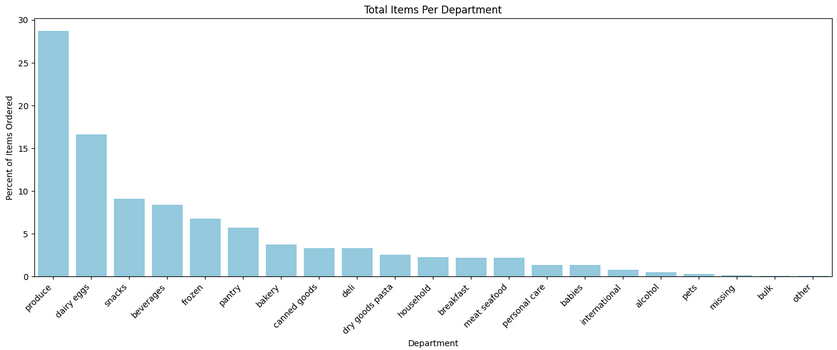 Total Items Per Department
Percent of Items Ordered
30
25
20
15
10
5
0
produce
dairy eggs
snacks
beverages
frozen
pantry
bakery
canned goods
deli
dry goods pasta
household
breakfast
meat seafood
personal care
babies
international
alcohol
pets
missing
bulk
other
Department